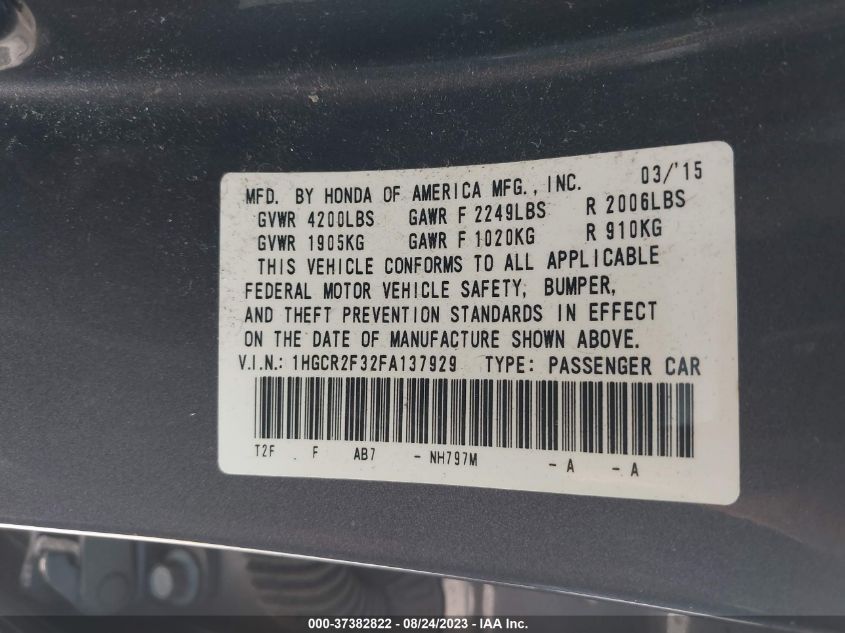 MFD. BY HONDA OF AMERICA MFG., INC. 03/'15
GVWR 4200LBS GAWR F 2249LBS R 2006LBS
GVWR 1905KG GAWR F 1020KG R 910KG
THIS VEHICLE CONFORMS TO ALL APPLICABLE
FEDERAL MOTOR VEHICLE SAFETY, BUMPER,
AND THEFT PREVENTION STANDARDS IN EFFECT
ON THE DATE OF MANUFACTURE SHOWN ABOVE.
V.I.N.: 1HGCR2F32FA137929 TYPE: PASSENGER CAR
T2F F AB7 - NH797M - A - A
000-37382822 - 08/24/2023 - IAA Inc.